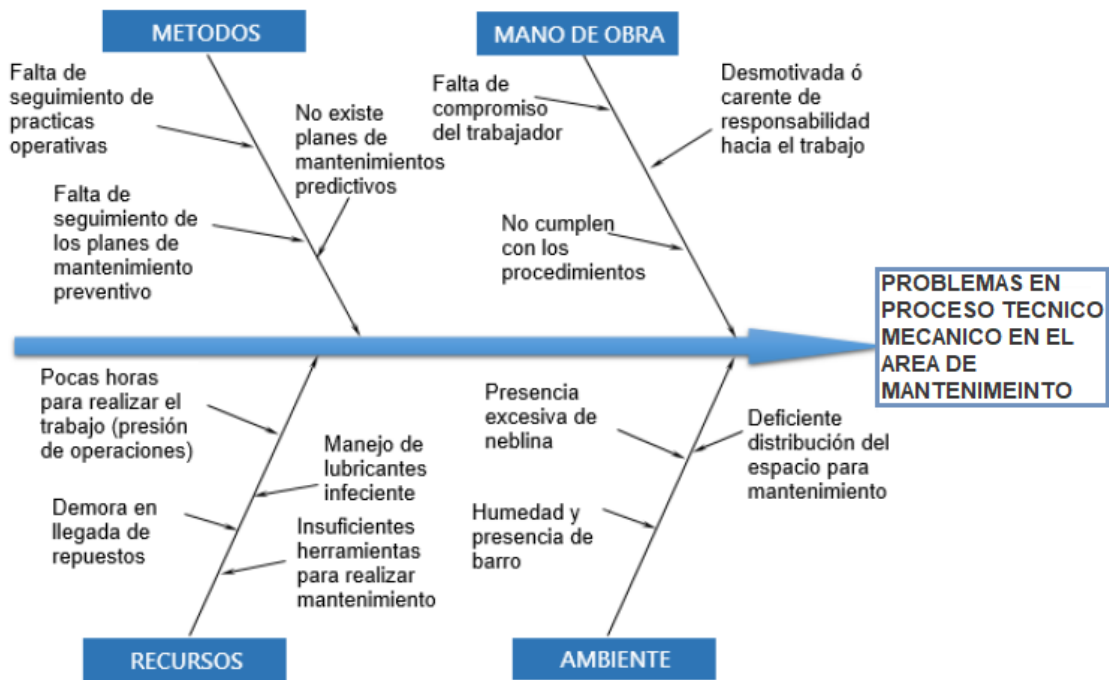 METODOS
MANO DE OBRA
Falta de
seguimiento de
practicas
operativas
No existe
planes de
mantenimientos
predictivos
Falta de
seguimiento de
los planes de
mantenimiento
preventivo
Falta de
compromiso
del trabajador
Desmotivada ó
carente de
responsabilidad
hacia el trabajo
No cumplen
con los
procedimientos
PROBLEMAS EN
PROCESO TECNICO
MECANICO EN EL
AREA DE
MANTENIMEINTO
Pocas horas
para realizar el
trabajo (presión
de operaciones)
Manejo de
lubricantes
infeciente
Demora en
llegada de
repuestos
Insuficientes
herramientas
para realizar
mantenimiento
Presencia
excesiva de
neblina
Deficiente
distribución del
espacio para
mantenimiento
Humedad y
presencia de
barro
RECURSOS
AMBIENTE